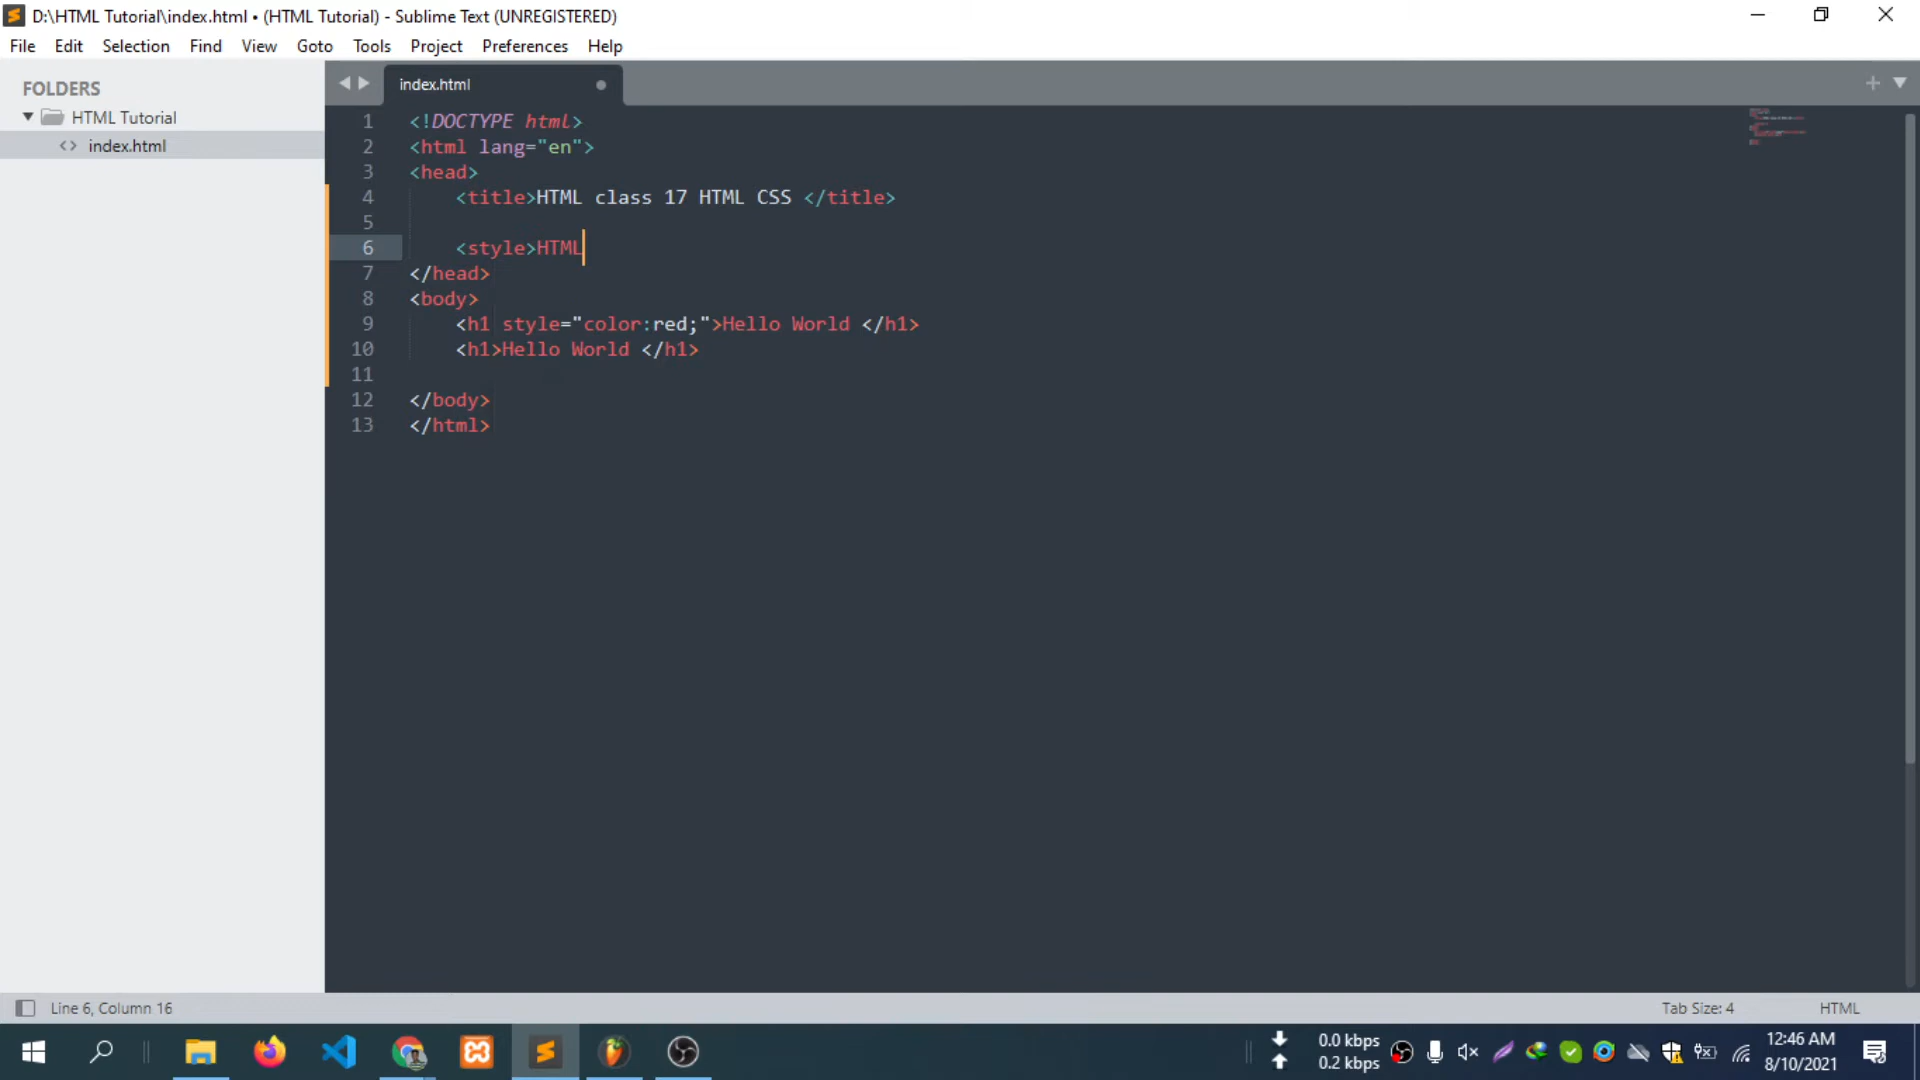 D:\HTML Tutorial\index.html • (HTML Tutorial) - Sublime Text (UNREGISTERED)
File Edit Selection Find View Goto Tools Project Preferences Help
FOLDERS
HTML Tutorial
<> index.html
index.html
1 <!DOCTYPE html>
2 <html lang="en">
3 <head>
4 <title>HTML class 17 HTML CSS </title>
5
6 <style>HTML
7 </head>
8 <body>
9 <h1 style="color:red;">Hello World </h1>
10 <h1>Hello World </h1>
11
12 </body>
13 </html>
Line 6, Column 16
Tab Size: 4
HTML
0.0 kbps
0.2 kbps
12:46 AM
8/10/2021